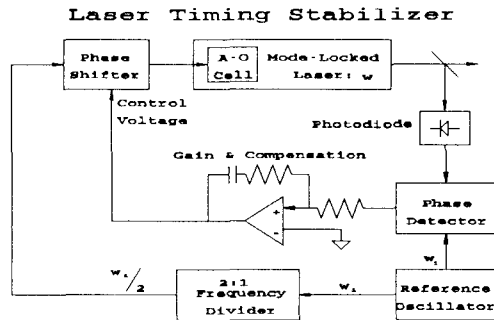 Laser Timing Stabilizer
Phase
Shifter
A-O
Cell
Mode-Locked
Laser: w
Control
Voltage
Photodiode
Gain & Compensation
+
-
Phase
Detector
w₁/2
2:1
Frequency
Divider
w₁
w₁
Reference
Oscillator